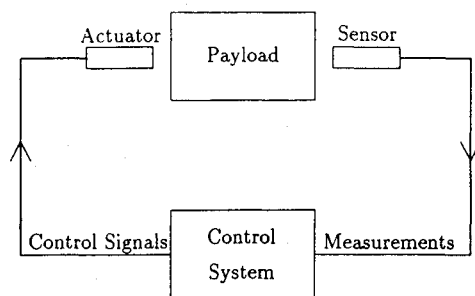 Actuator
Payload
Sensor
Control Signals
Control
System
Measurements